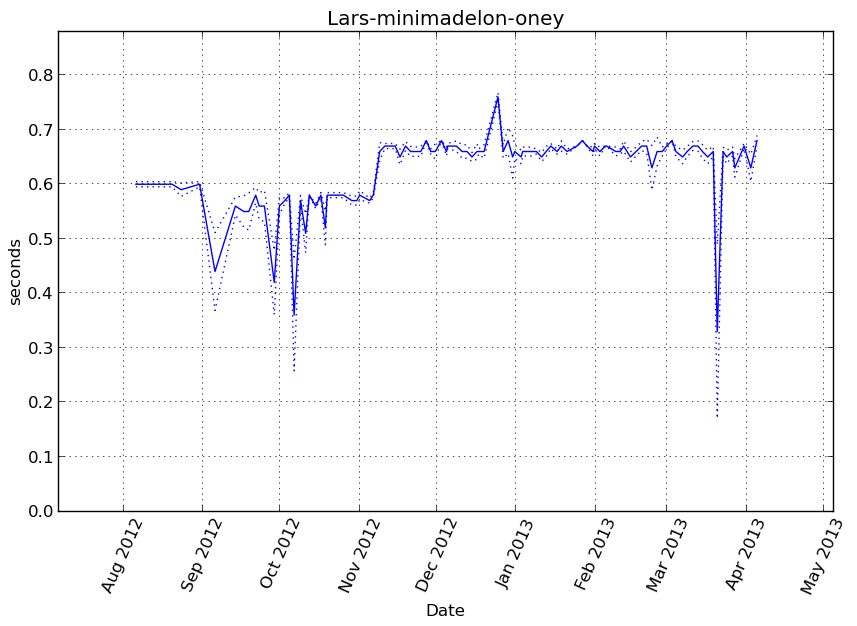 Lars-minimadelon-oney
0.8
0.7
0.6
0.5
0.4
0.3
0.2
0.1
0.0
seconds
Aug 2012
Sep 2012
Oct 2012
Nov 2012
Dec 2012
Jan 2013
Feb 2013
Mar 2013
Apr 2013
May 2013
Date